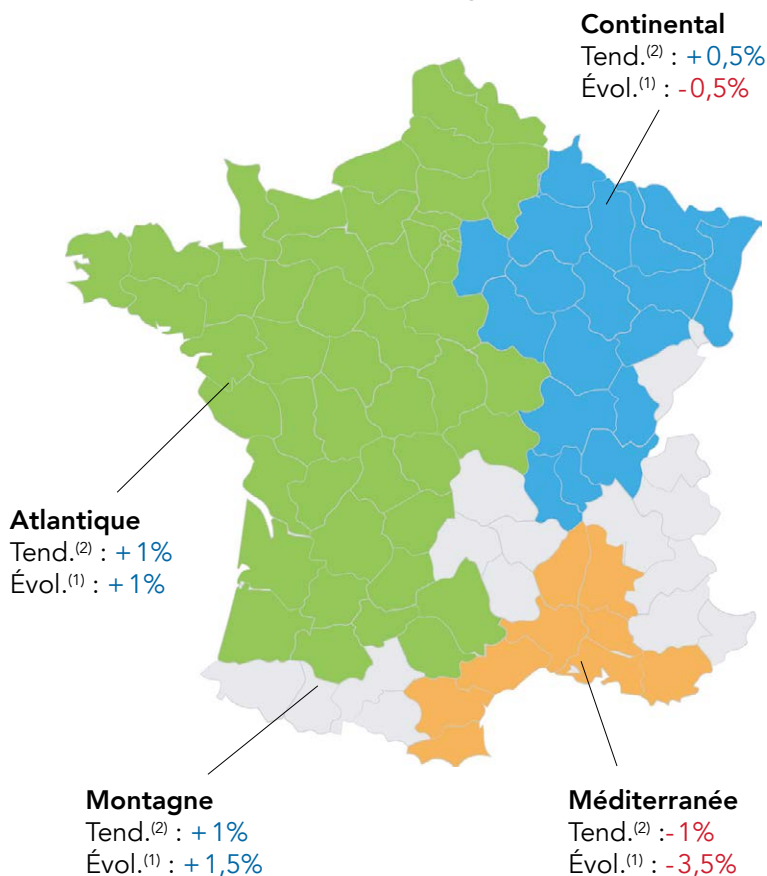 Continental
Tend.(2) : +0,5%
Évol.(1) : -0,5%
Atlantique
Tend.(2) : +1%
Évol.(1) : +1%
Montagne
Tend.(2) : +1%
Évol.(1) : +1,5%
Méditerranée
Tend.(2) :-1%
Évol.(1) : -3,5%